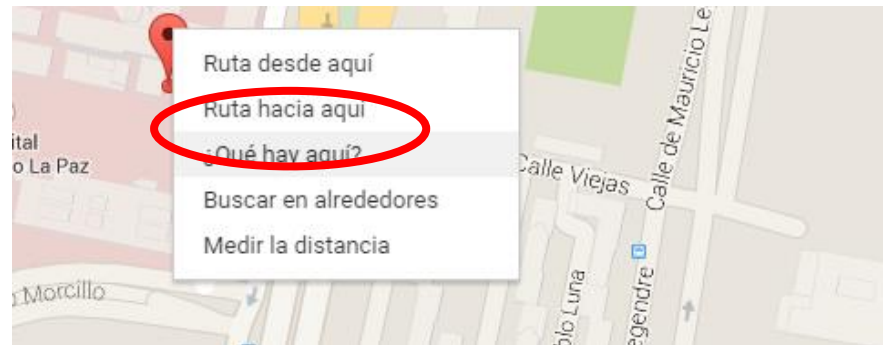 Ruta desde aquí
Ruta hacia aquí
¿Qué hay aquí?
Buscar en alrededores
Medir la distancia
ital
o La Paz
Morcillo
Calle Viejas
Calle de Mauricio Le
egendre
blo Luna